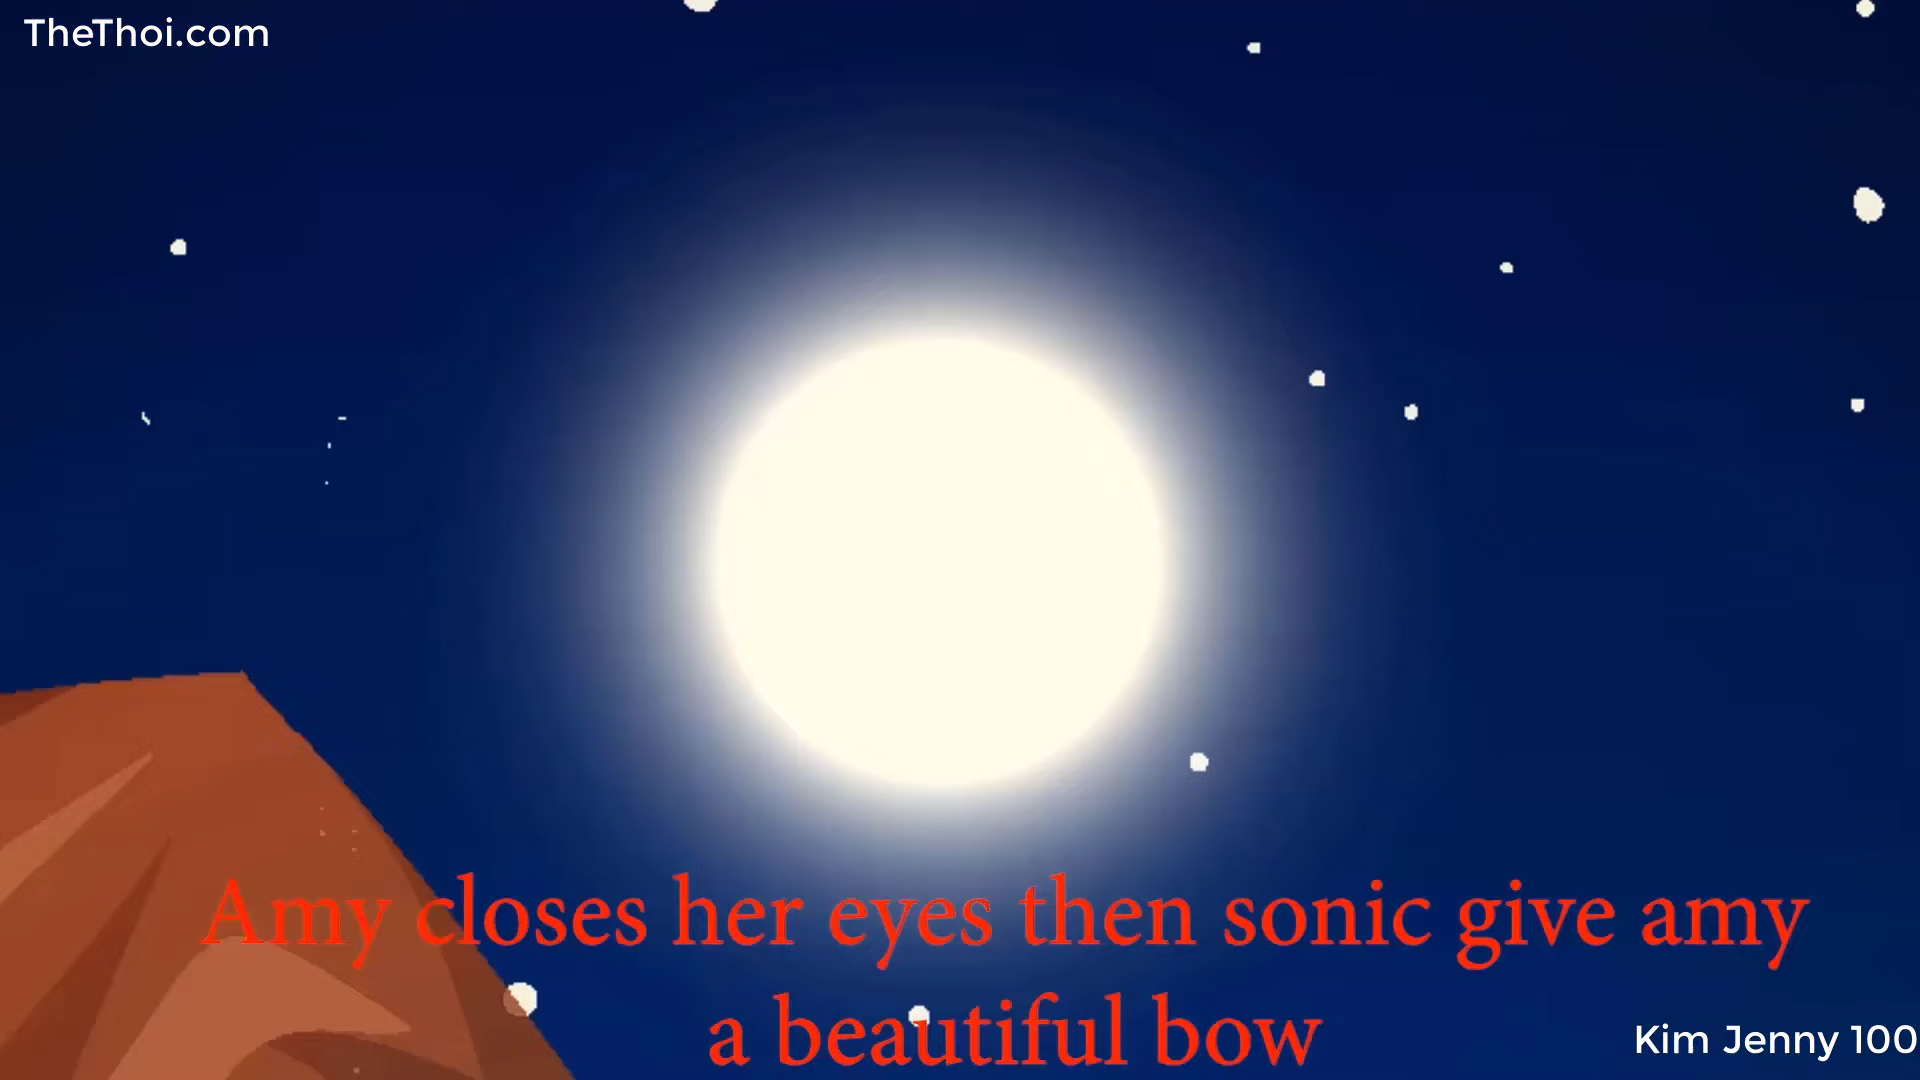 TheThoi.com
Amy closes her eyes then sonic give amy
a beautiful bow
Kim Jenny 100